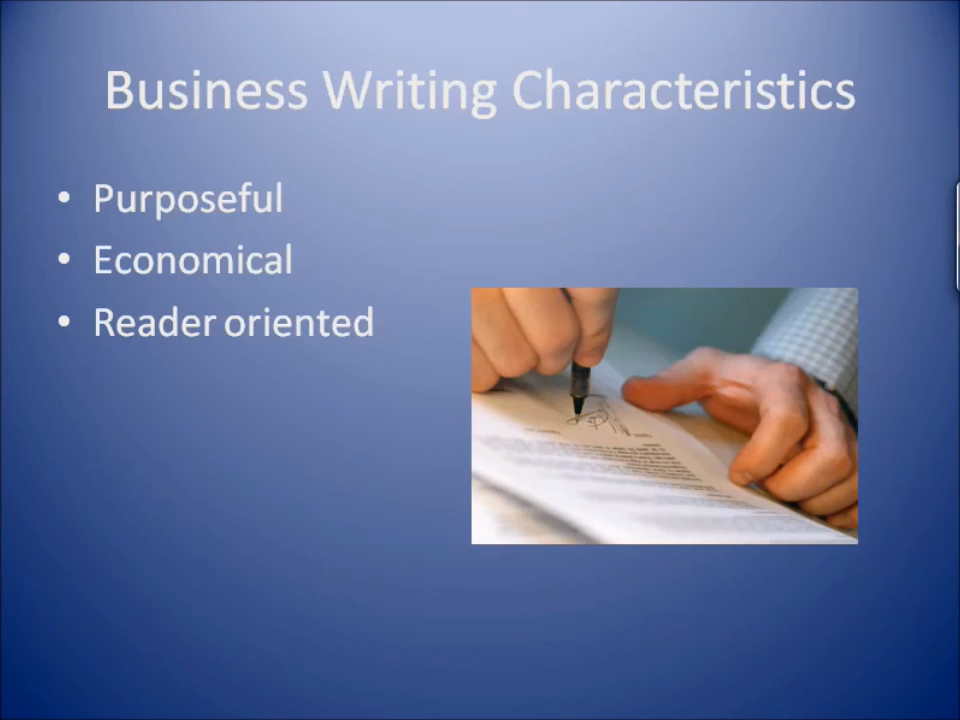 Business Writing Characteristics
• Purposeful
• Economical
• Reader oriented